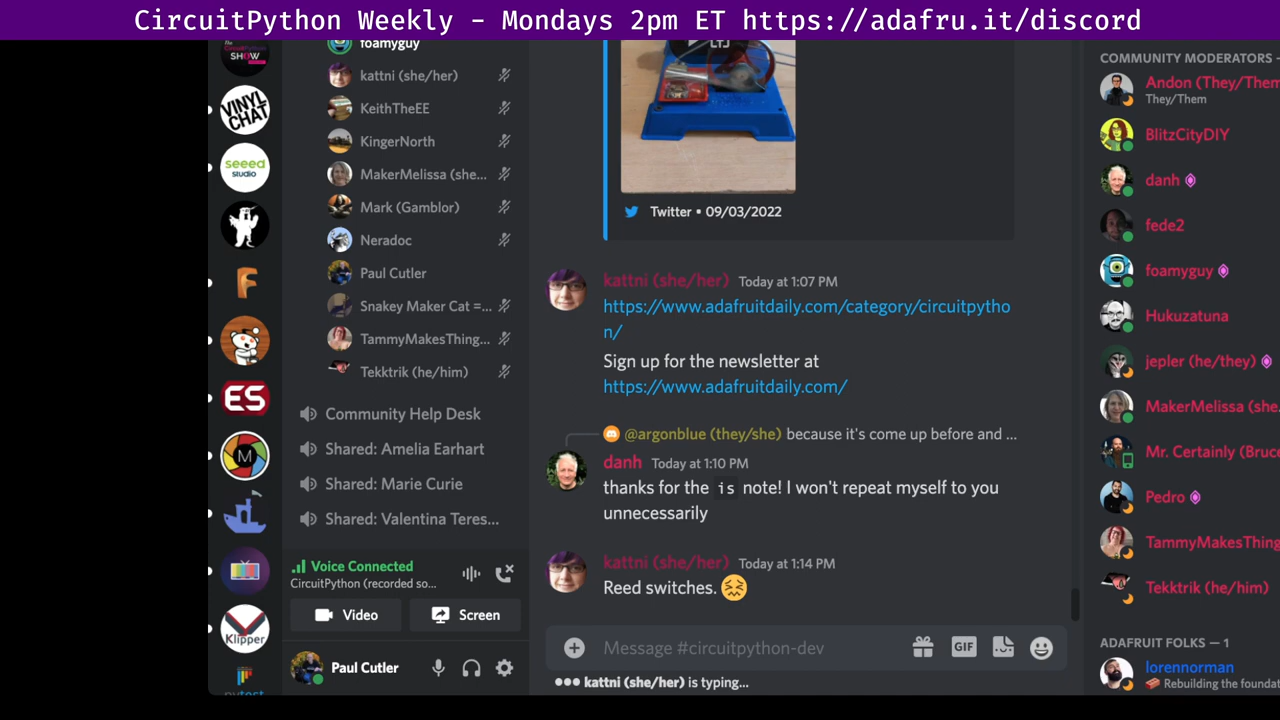 CircuitPython Weekly - Mondays 2pm ET https://adafru.it/discord
SHOW
foamyguy
kattni (she/her)
KeithTheEE
KingerNorth
MakerMelissa (she...
Mark (Gamblor)
Neradoc
Paul Cutler
Snakey Maker Cat =...
TammyMakesThing...
Tekktrik (he/him)
Community Help Desk
Shared: Amelia Earhart
Shared: Marie Curie
Shared: Valentina Teres...
Voice Connected
CircuitPython (recorded so...
Video
Screen
Paul Cutler
VINYL
CHAT
seeed
studio
F
ES
M
Klipper
pytest
LTJ
Twitter • 09/03/2022
kattni (she/her) Today at 1:07 PM
https://www.adafruitdaily.com/category/circuitpytho
n/
Sign up for the newsletter at
https://www.adafruitdaily.com/
@argonblue (they/she) because it's come up before and ...
danh Today at 1:10 PM
thanks for the is note! I won't repeat myself to you
unnecessarily
kattni (she/her) Today at 1:14 PM
Reed switches.
Message #circuitpython-dev
GIF
kattni (she/her) is typing...
COMMUNITY MODERATORS -
Andon (They/Them
They/Them
BlitzCityDIY
danh
fede2
foamyguy
Hukuzatuna
jepler (he/they)
MakerMelissa (she.
Mr. Certainly (Bruce
Pedro
TammyMakesThing
Tekktrik (he/him)
ADAFRUIT FOLKS — 1
lorennorman
Rebuilding the foundat